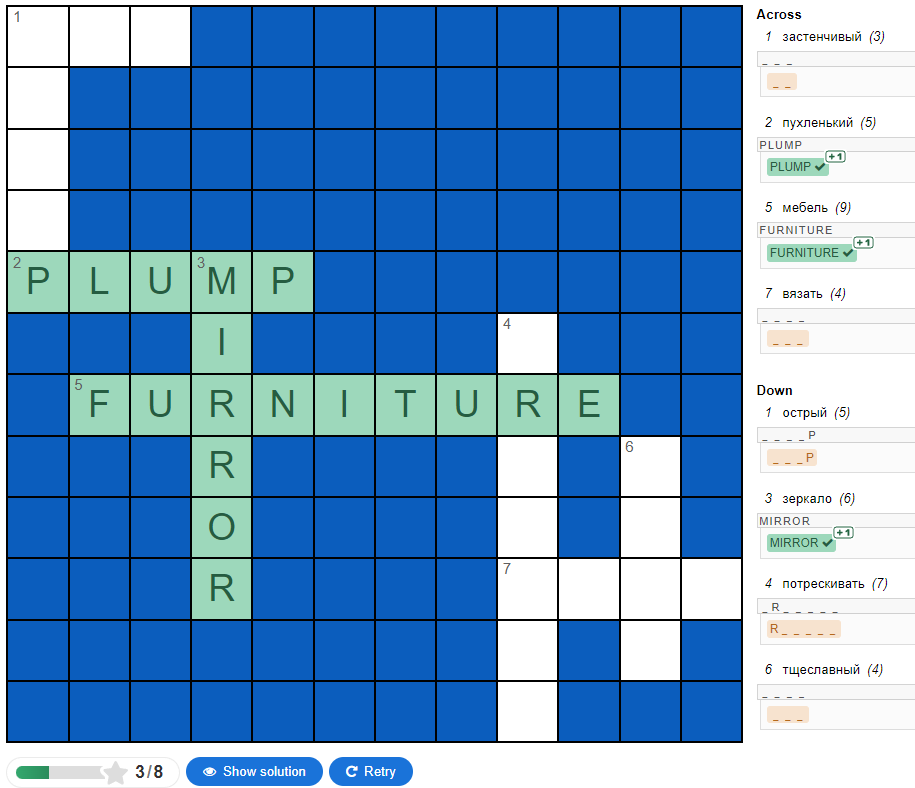 1
2 P L U 3 M P
I
4
5 F U R N I T U R E
R
6
O
R
7
3/8
Show solution
Retry
Across
1 застенчивый (3)
_ _ _
_ _
2 пухленький (5)
PLUMP
PLUMP ✔ +1
5 мебель (9)
FURNITURE
FURNITURE ✔ +1
7 вязать (4)
_ _ _ _
_ _ _
Down
1 острый (5)
_ _ _ _ P
_ _ _ P
3 зеркало (6)
MIRROR
MIRROR ✔ +1
4 потрескивать (7)
_ R _ _ _ _ _
R _ _ _ _ _
6 тщеславный (4)
_ _ _ _
_ _ _